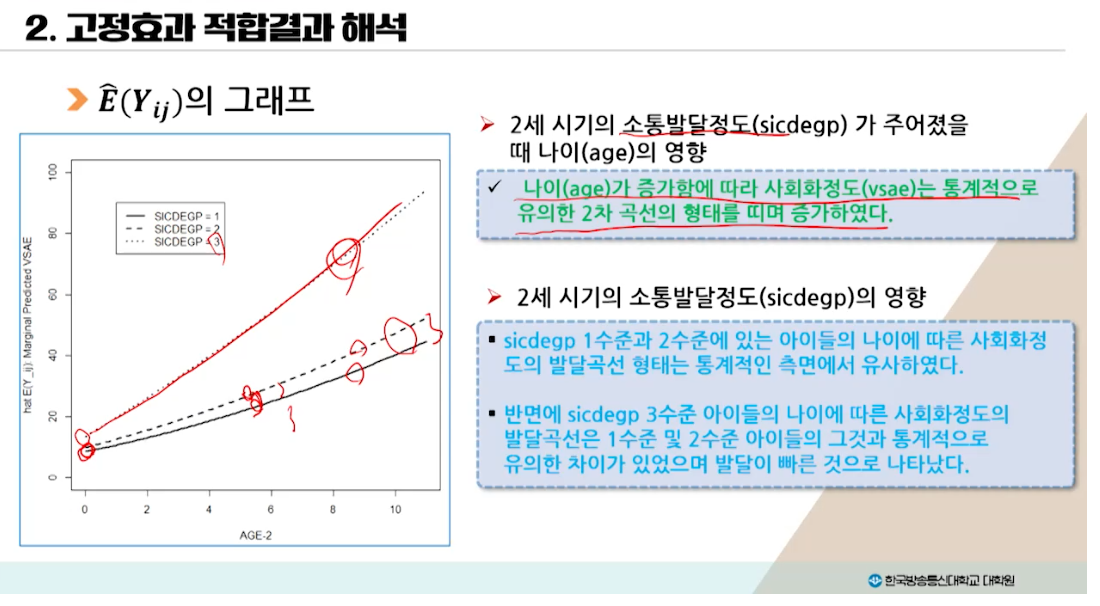 2. 고정효과 적합결과 해석
Ê(Yᵢⱼ)의 그래프
hat E(Y_ij): Marginal Predicted VSAE
100
80
60
40
20
0
SICDEGP = 1
SICDEGP = 2
SICDEGP = 3
0 2 4 6 8 10
AGE-2
2세 시기의 소통발달정도(sicdegp) 가 주어졌을
때 나이(age)의 영향
✓ 나이(age)가 증가함에 따라 사회화정도(vsae)는 통계적으로
유의한 2차 곡선의 형태를 띠며 증가하였다.
2세 시기의 소통발달정도(sicdegp)의 영향
▪ sicdegp 1수준과 2수준에 있는 아이들의 나이에 따른 사회화정
도의 발달곡선 형태는 통계적인 측면에서 유사하였다.
▪ 반면에 sicdegp 3수준 아이들의 나이에 따른 사회화정도의
발달곡선은 1수준 및 2수준 아이들의 그것과 통계적으로
유의한 차이가 있었으며 발달이 빠른 것으로 나타났다.
한국방송통신대학교 대학원